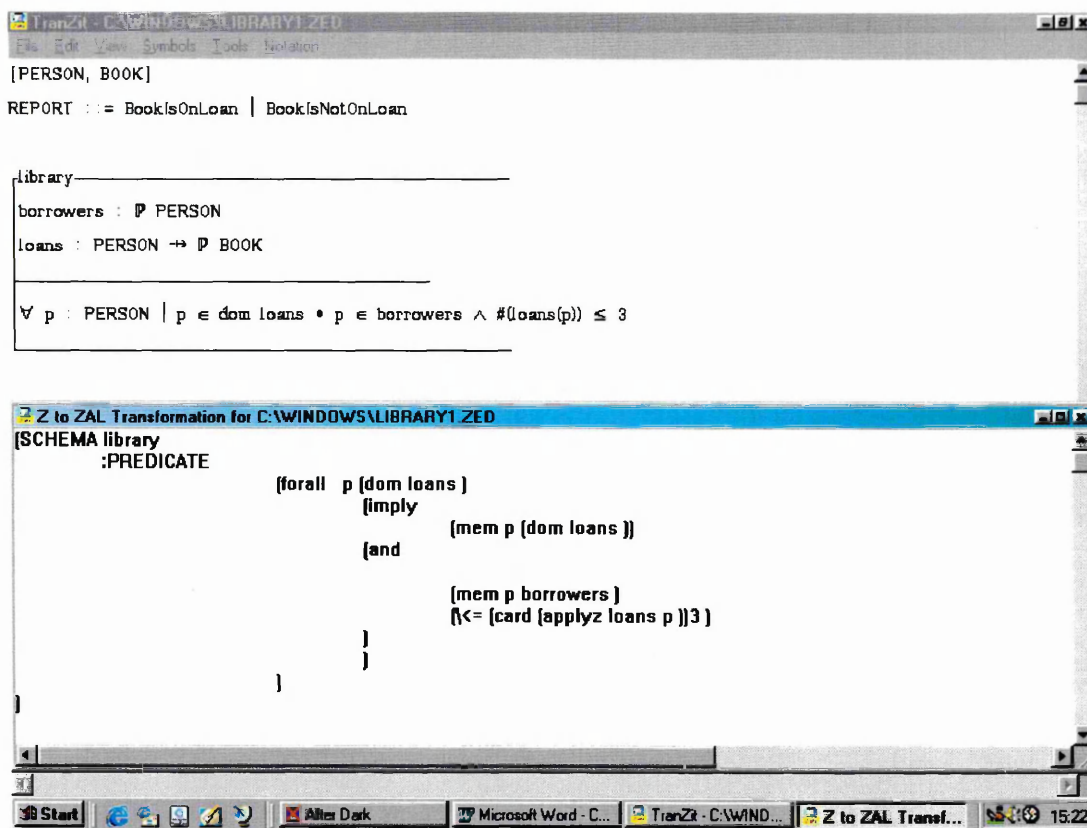 TranZit - C:\WINDOWS\LIBRARY1.ZED
File Edit View Symbols Tools Notation
[PERSON, BOOK]
REPORT ::= BookIsOnLoan | BookIsNotOnLoan
library
borrowers : ℙ PERSON
loans : PERSON ⇸ ℙ BOOK
∀ p : PERSON | p ∈ dom loans • p ∈ borrowers ∧ #(loans(p)) ≤ 3
Z to ZAL Transformation for C:\WINDOWS\LIBRARY1.ZED
(SCHEMA library
:PREDICATE
(forall p (dom loans )
(imply
(mem p (dom loans ))
(and
(mem p borrowers )
(\<= (card (applyz loans p ))3 )
)
)
)
)
Start After Dark Microsoft Word - C... TranZit - C:\WIND... Z to ZAL Transf... 15:22